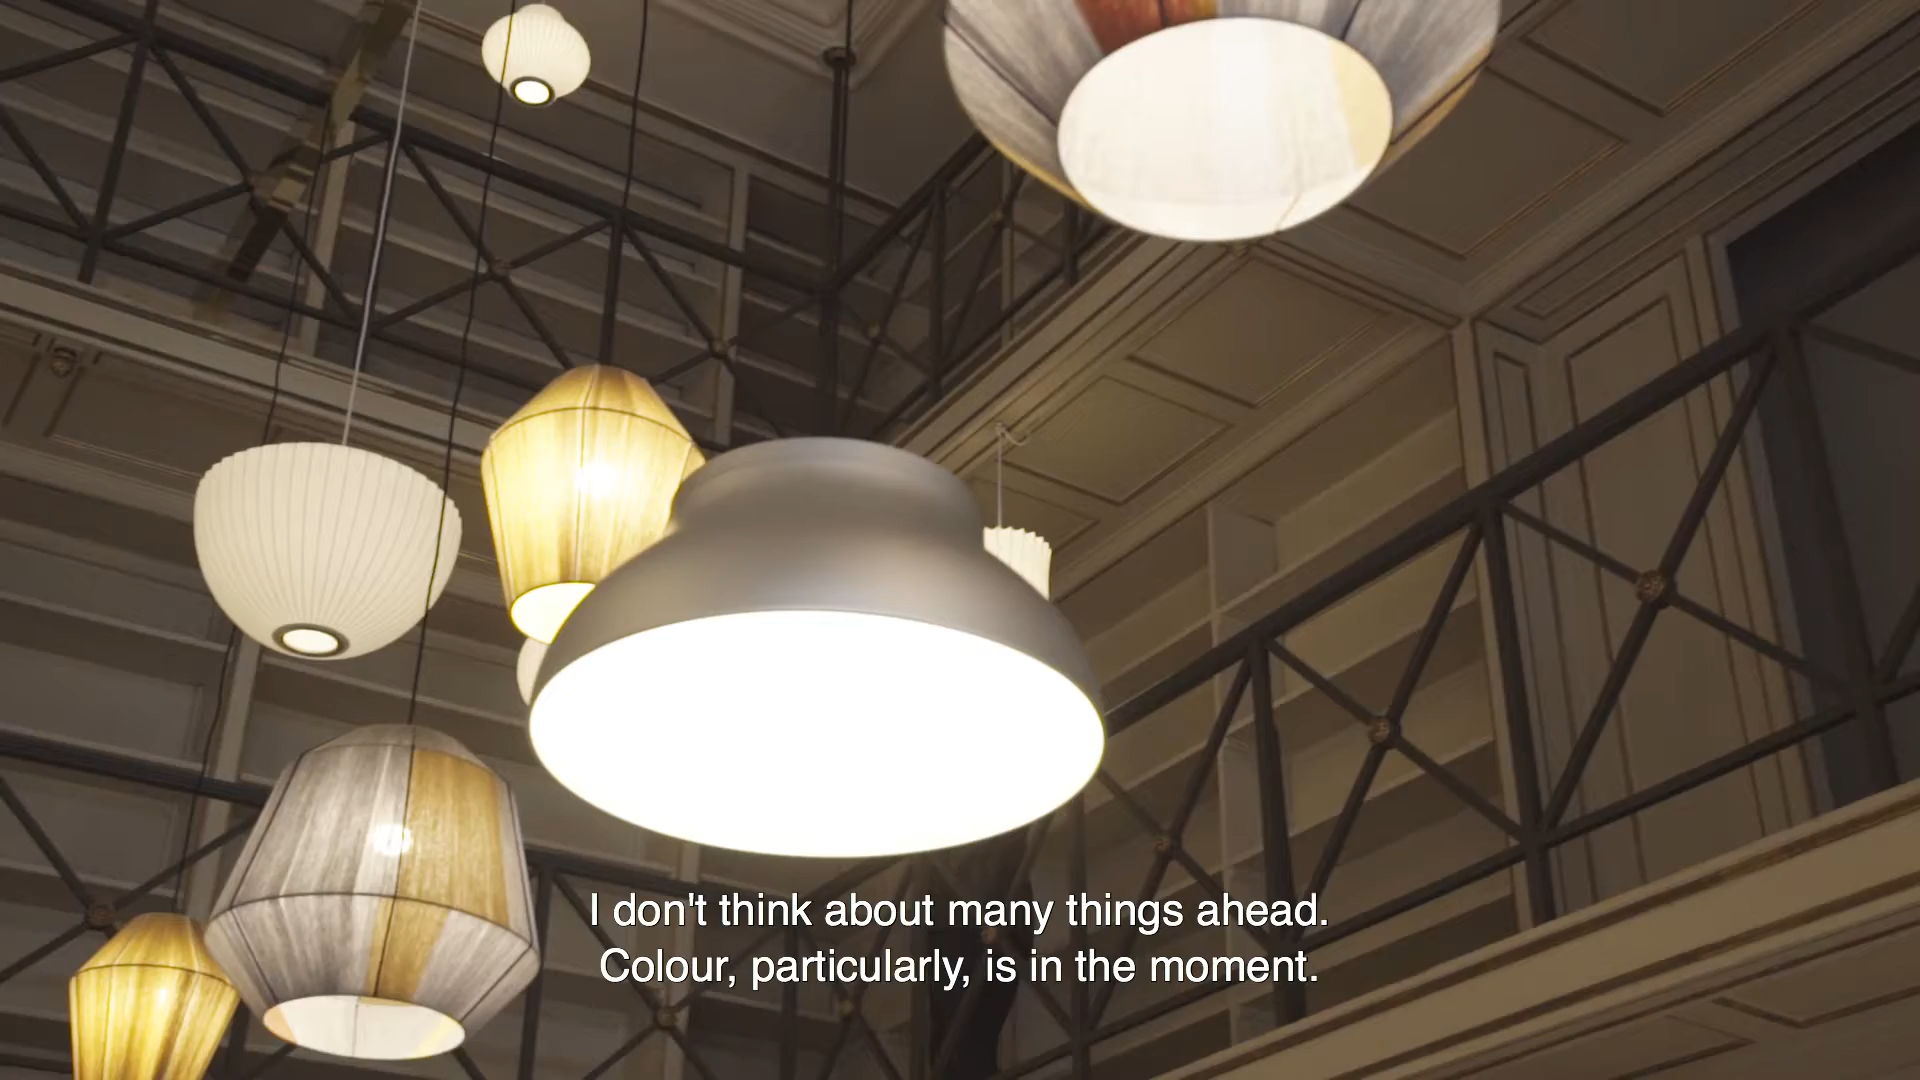 I don't think about many things ahead.
Colour, particularly, is in the moment.